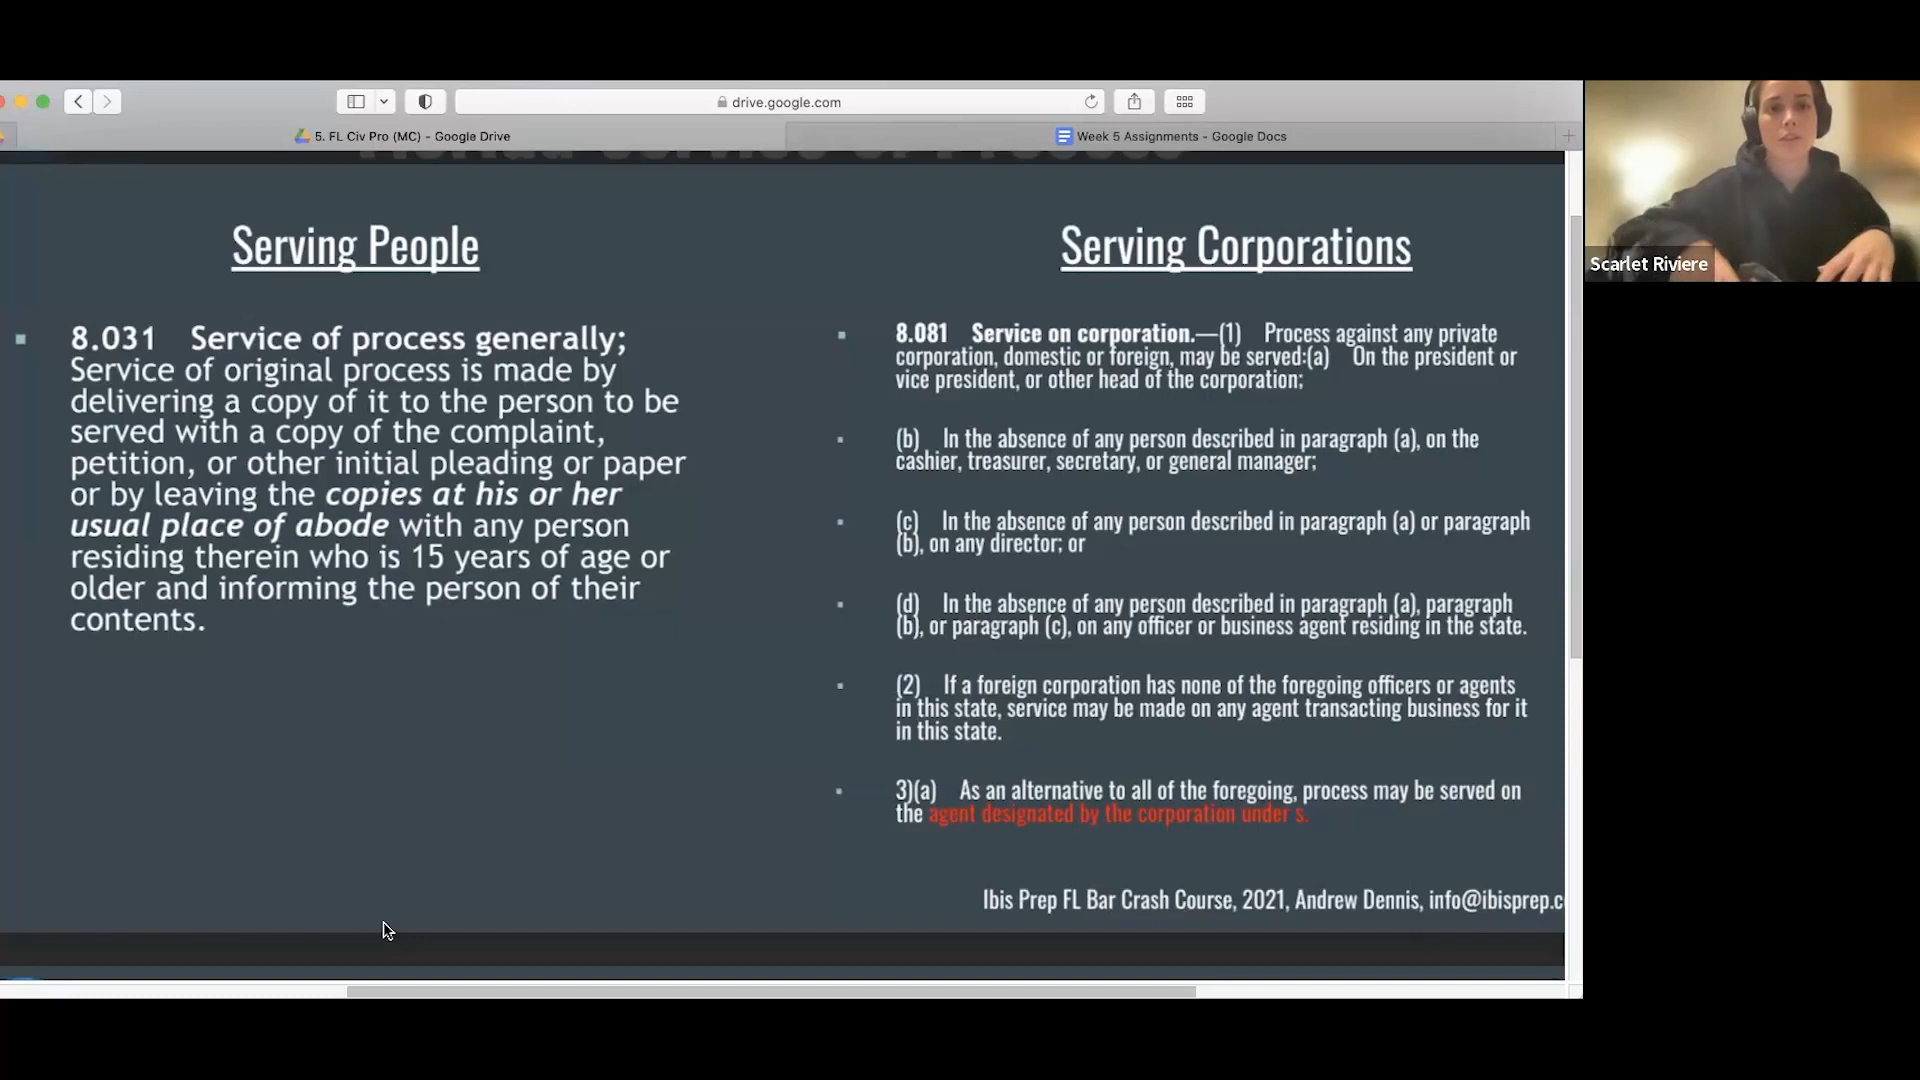 drive.google.com
5. FL Civ Pro (MC) - Google Drive
Week 5 Assignments - Google Docs
Serving People
8.031 Service of process generally;
Service of original process is made by
delivering a copy of it to the person to be
served with a copy of the complaint,
petition, or other initial pleading or paper
or by leaving the copies at his or her
usual place of abode with any person
residing therein who is 15 years of age or
older and informing the person of their
contents.
Serving Corporations
8.081 Service on corporation.—(1) Process against any private
corporation, domestic or foreign, may be served:(a) On the president or
vice president, or other head of the corporation;
(b) In the absence of any person described in paragraph (a), on the
cashier, treasurer, secretary, or general manager;
(c) In the absence of any person described in paragraph (a) or paragraph
(b), on any director; or
(d) In the absence of any person described in paragraph (a), paragraph
(b), or paragraph (c), on any officer or business agent residing in the state.
(2) If a foreign corporation has none of the foregoing officers or agents
in this state, service may be made on any agent transacting business for it
in this state.
3)(a) As an alternative to all of the foregoing, process may be served on
the agent designated by the corporation under s.
Ibis Prep FL Bar Crash Course, 2021, Andrew Dennis, info@ibisprep.c
Scarlet Riviere